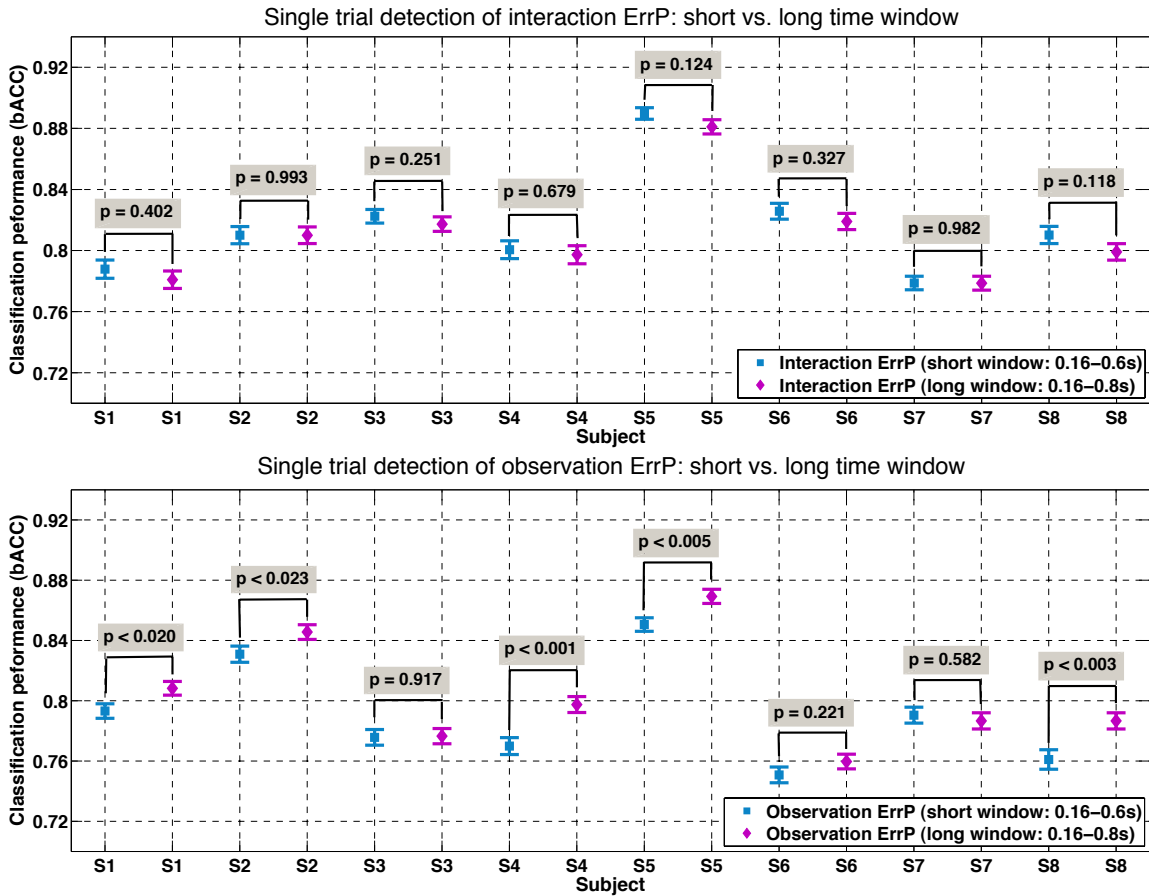 Single trial detection of interaction ErrP: short vs. long time window
Classification peformance (bACC)
0.92
0.88
0.84
0.8
0.76
0.72
p = 0.402
p = 0.993
p = 0.251
p = 0.679
p = 0.124
p = 0.327
p = 0.982
p = 0.118
Interaction ErrP (short window: 0.16−0.6s)
Interaction ErrP (long window: 0.16−0.8s)
S1 S1 S2 S2 S3 S3 S4 S4 S5 S5 S6 S6 S7 S7 S8 S8
Subject
Single trial detection of observation ErrP: short vs. long time window
Classification peformance (bACC)
0.92
0.88
0.84
0.8
0.76
0.72
p < 0.020
p < 0.023
p = 0.917
p < 0.001
p < 0.005
p = 0.221
p = 0.582
p < 0.003
Observation ErrP (short window: 0.16−0.6s)
Observation ErrP (long window: 0.16−0.8s)
S1 S1 S2 S2 S3 S3 S4 S4 S5 S5 S6 S6 S7 S7 S8 S8
Subject